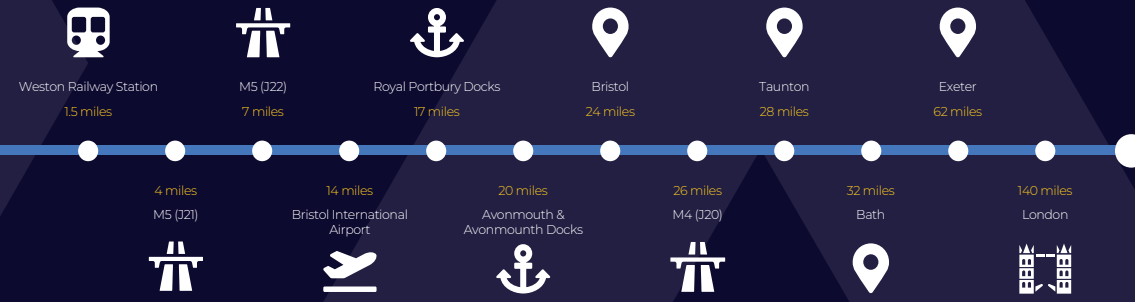 Weston Railway Station
1.5 miles
M5 (J22)
7 miles
Royal Portbury Docks
17 miles
Bristol
24 miles
Taunton
28 miles
Exeter
62 miles
4 miles
M5 (J21)
14 miles
Bristol International
Airport
20 miles
Avonmouth &
Avonmounth Docks
26 miles
M4 (J20)
32 miles
Bath
140 miles
London